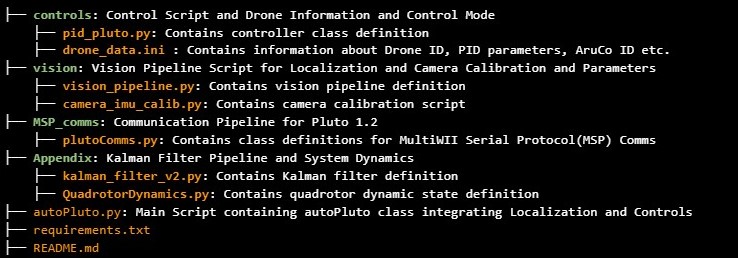 ├── controls: Control Script and Drone Information and Control Mode
    ├── pid_pluto.py: Contains controller class definition
    ├── drone_data.ini : Contains information about Drone ID, PID parameters, AruCo ID etc.
├── vision: Vision Pipeline Script for Localization and Camera Calibration and Parameters
    ├── vision_pipeline.py: Contains vision pipeline definition
    ├── camera_imu_calib.py: Contains camera calibration script
├── MSP_comms: Communication Pipeline for Pluto 1.2
    ├── plutoComms.py: Contains class definitions for MultiWII Serial Protocol(MSP) Comms
├── Appendix: Kalman Filter Pipeline and System Dynamics
    ├── kalman_filter_v2.py: Contains Kalman filter definition
    ├── QuadrotorDynamics.py: Contains quadrotor dynamic state definition
├── autoPluto.py: Main Script containing autoPluto class integrating Localization and Controls
├── requirements.txt
├── README.md